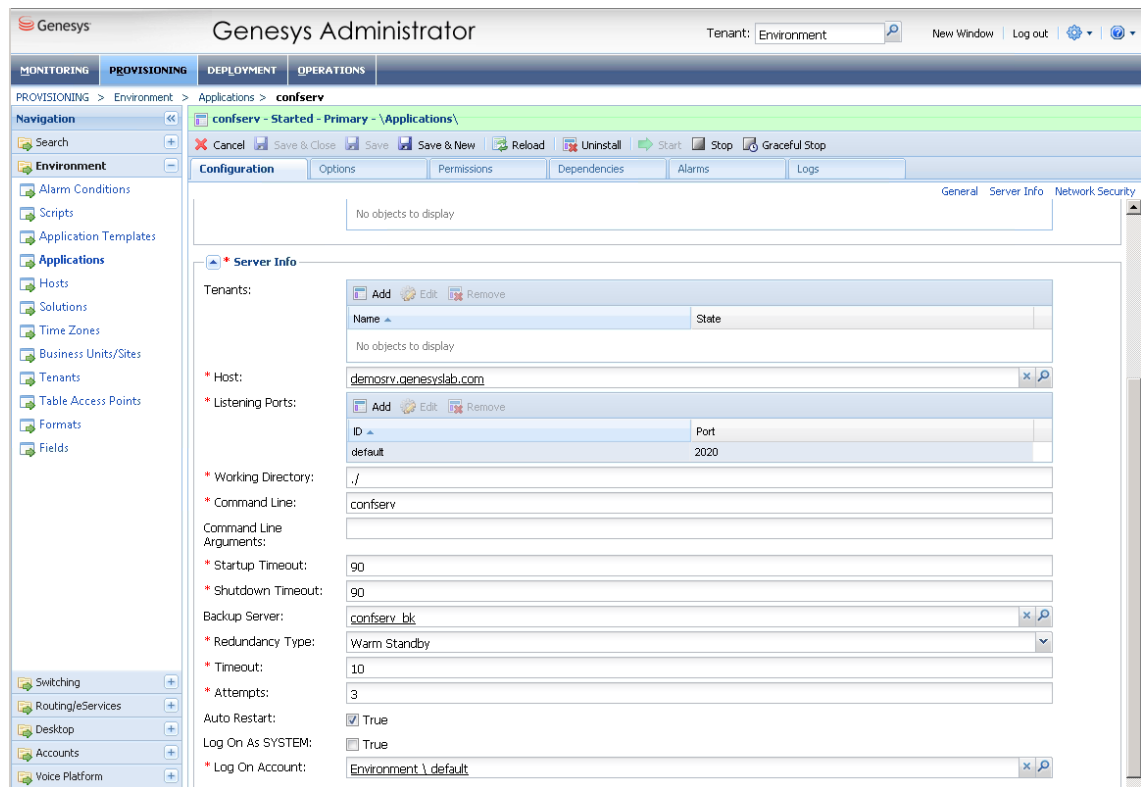 Genesys
Genesys Administrator
Tenant: Environment
New Window Log out
MONITORING PROVISIONING DEPLOYMENT OPERATIONS
PROVISIONING > Environment > Applications > confserv
Navigation
confserv - Started - Primary - \Applications\
Search
Cancel Save & Close Save Save & New Reload Uninstall Start Stop Graceful Stop
Environment
Configuration Options Permissions Dependencies Alarms Logs
Alarm Conditions
General Server Info Network Security
Scripts
No objects to display
Application Templates
Applications
* Server Info
Hosts
Tenants:
Add Edit Remove
Solutions
Name State
Time Zones
No objects to display
Business Units/Sites
Tenants
* Host: demosrv.genesyslab.com
Table Access Points
* Listening Ports:
Add Edit Remove
Formats
ID Port
Fields
default 2020
* Working Directory: ./
* Command Line: confserv
Command Line
Arguments:
* Startup Timeout: 90
* Shutdown Timeout: 90
Backup Server: confserv_bk
* Redundancy Type: Warm Standby
* Timeout: 10
Switching
* Attempts: 3
Routing/eServices
Auto Restart: True
Desktop
Log On As SYSTEM: True
Accounts
* Log On Account: Environment \ default
Voice Platform